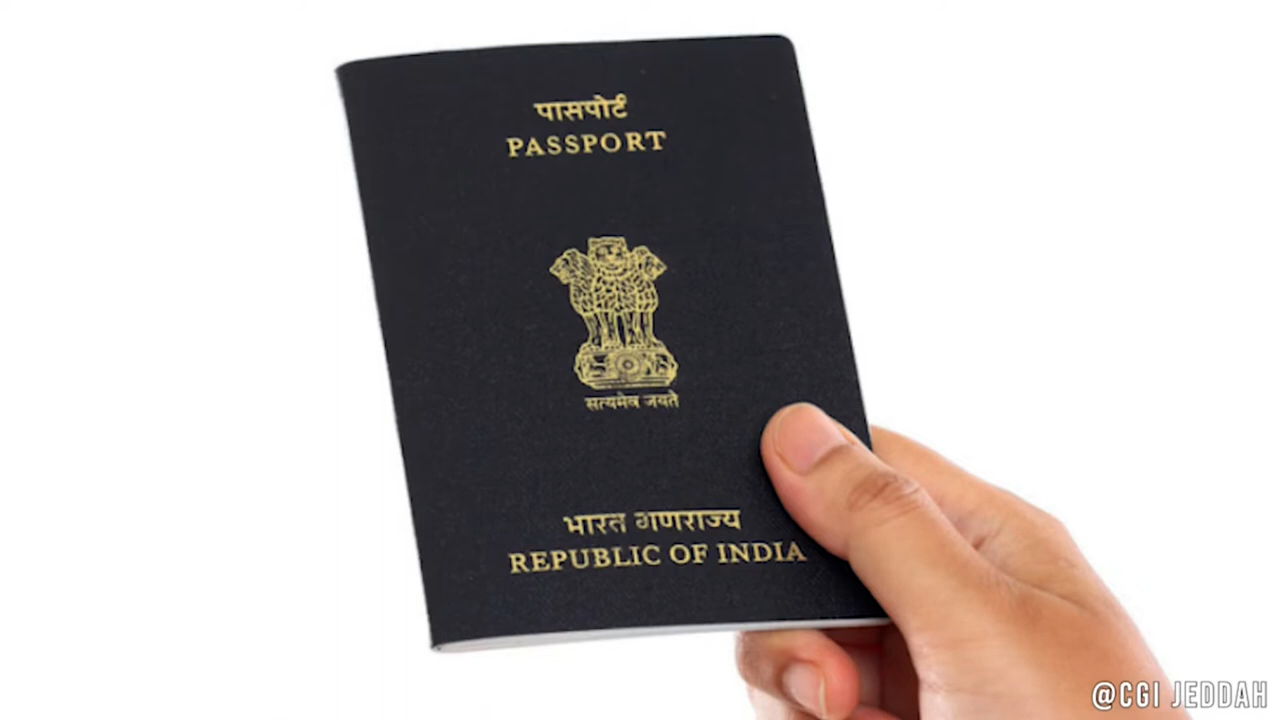 पासपोर्ट
PASSPORT
सत्यमेव जयते
भारत गणराज्य
REPUBLIC OF INDIA
@CGI JEDDAH